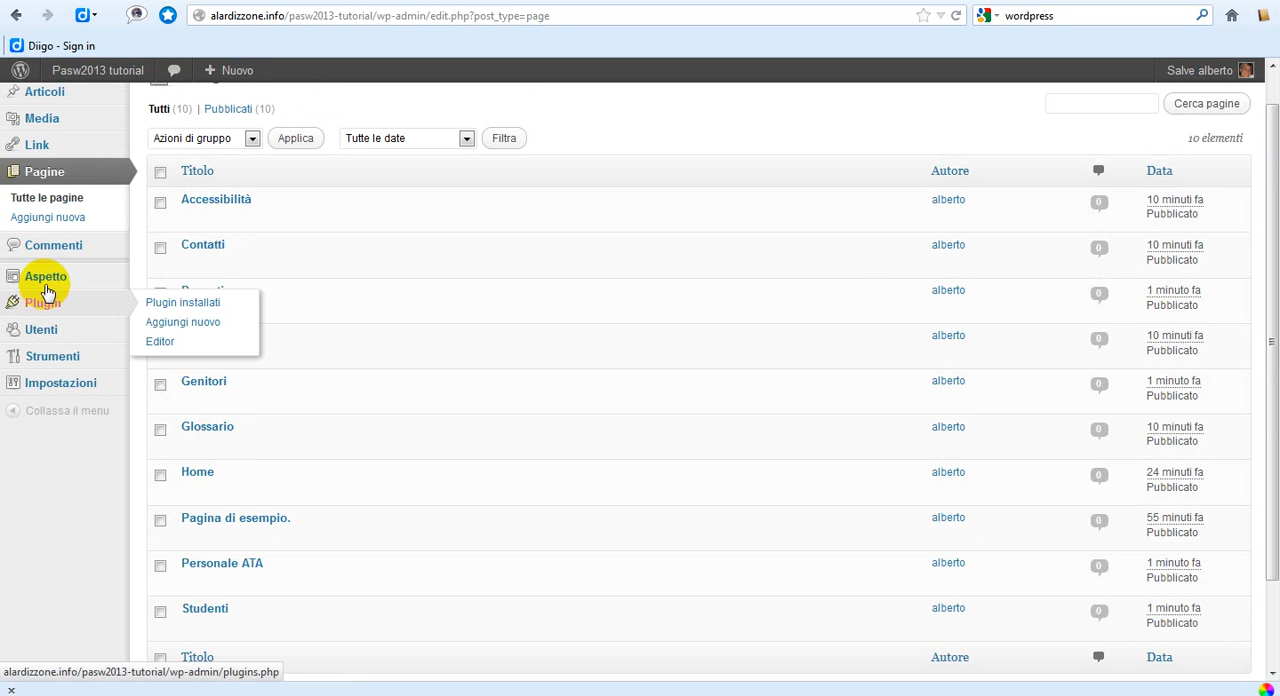 alardizzone.info/pasw2013-tutorial/wp-admin/edit.php?post_type=page
wordpress
Diigo - Sign in
Pasw2013 tutorial
Nuovo
Salve alberto
Articoli
Media
Link
Pagine
Tutte le pagine
Aggiungi nuova
Commenti
Aspetto
Plugin
Utenti
Strumenti
Impostazioni
Collassa il menu
Plugin installati
Aggiungi nuovo
Editor
Tutti (10) | Pubblicati (10)
Cerca pagine
Azioni di gruppo
Applica
Tutte le date
Filtra
10 elementi
Titolo Autore Data
Accessibilità alberto 0 10 minuti fa
Pubblicato
Contatti alberto 0 10 minuti fa
Pubblicato
alberto 0 1 minuto fa
Pubblicato
alberto 0 10 minuti fa
Pubblicato
Genitori alberto 0 1 minuto fa
Pubblicato
Glossario alberto 0 10 minuti fa
Pubblicato
Home alberto 0 24 minuti fa
Pubblicato
Pagina di esempio. alberto 0 55 minuti fa
Pubblicato
Personale ATA alberto 0 1 minuto fa
Pubblicato
Studenti alberto 0 1 minuto fa
Pubblicato
Titolo Autore Data
alardizzone.info/pasw2013-tutorial/wp-admin/plugins.php